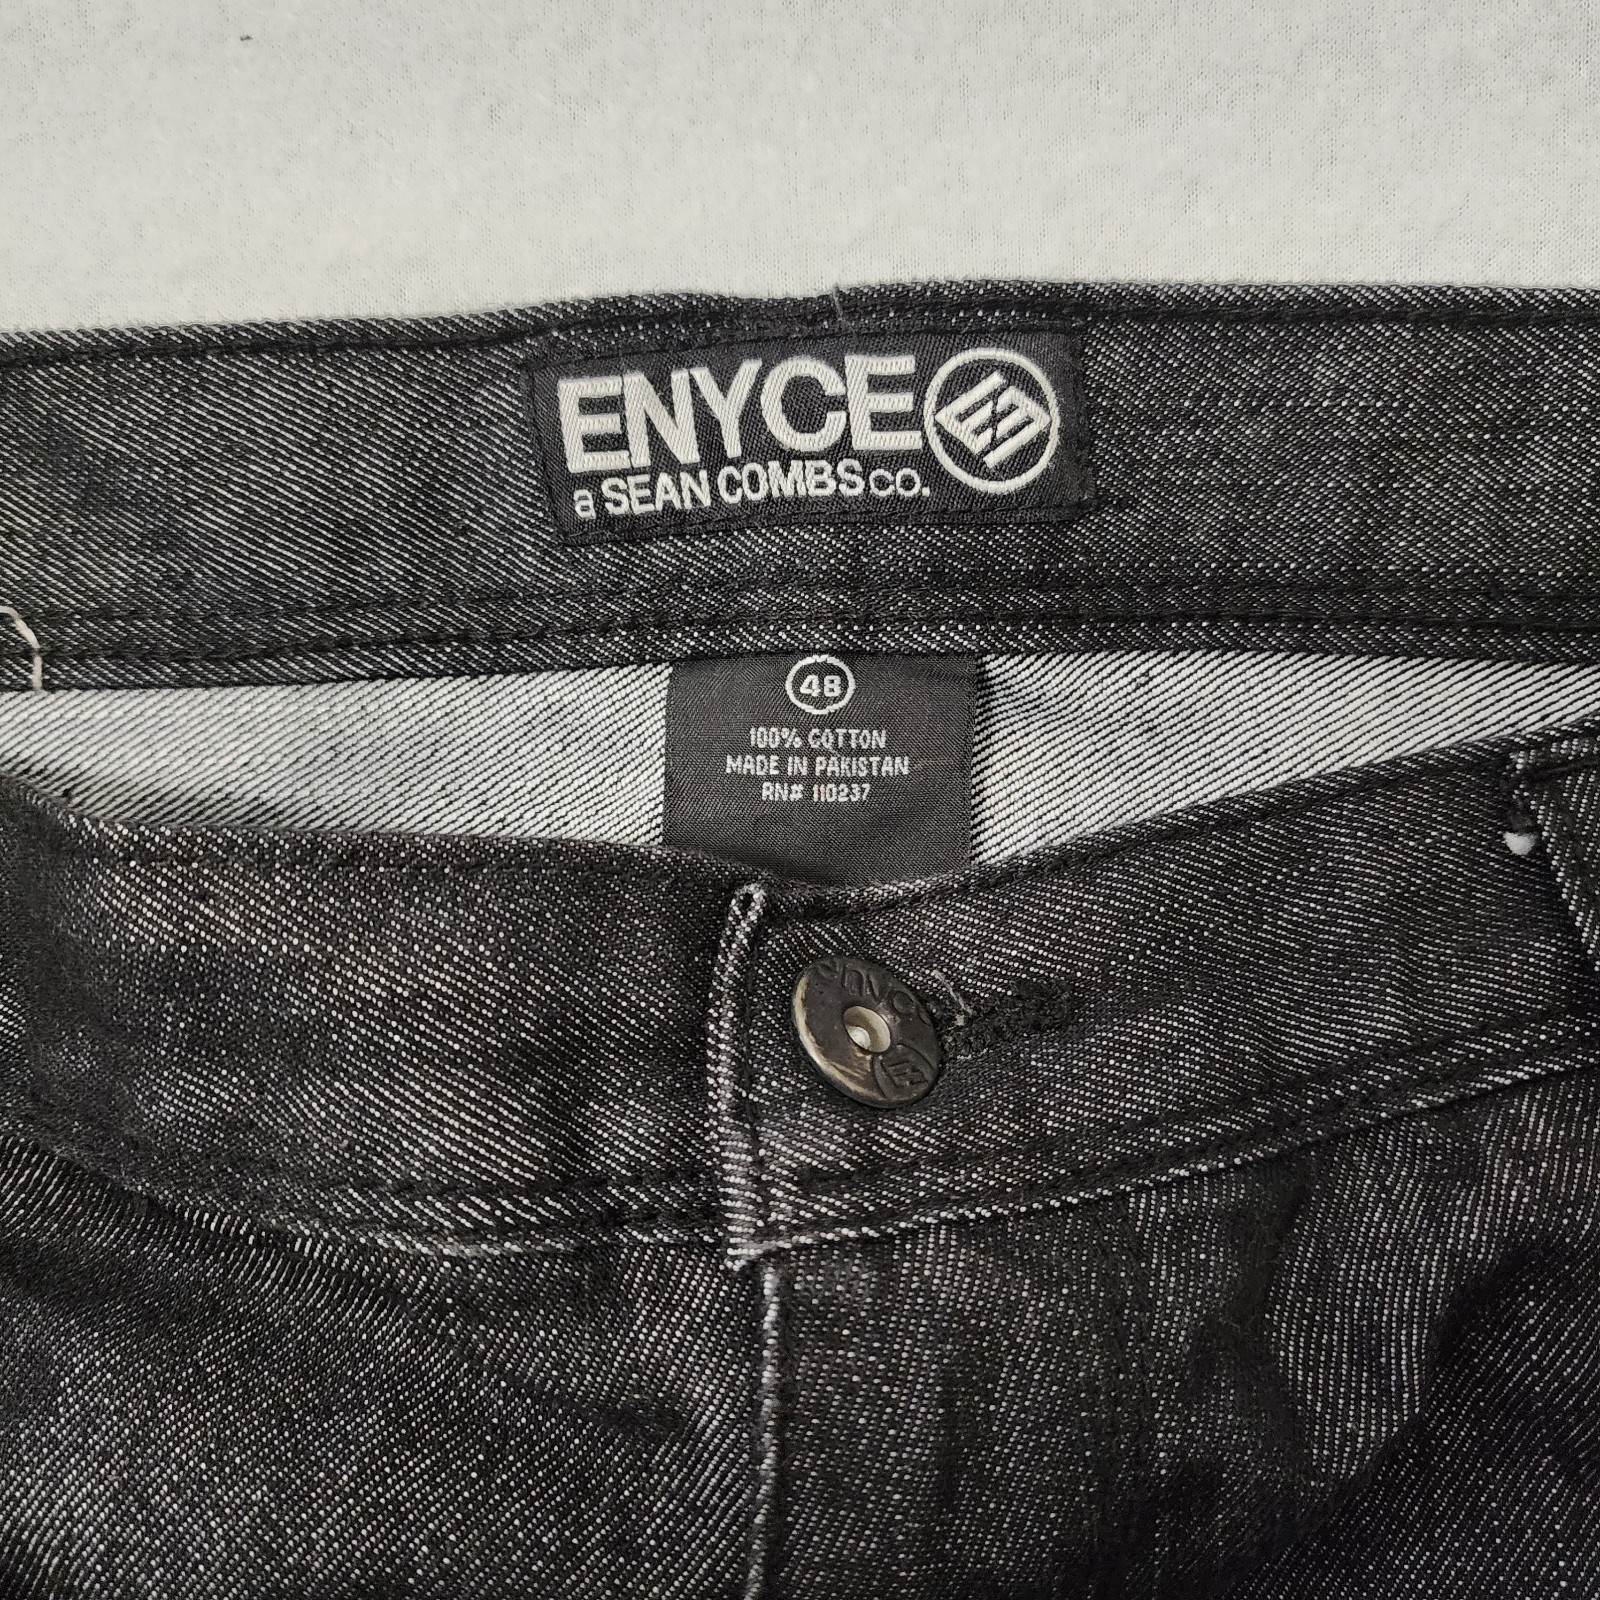 ENYCE
a SEAN COMBS CO.
48
100% COTTON
MADE IN PAKISTAN
RN# 110237
enyce